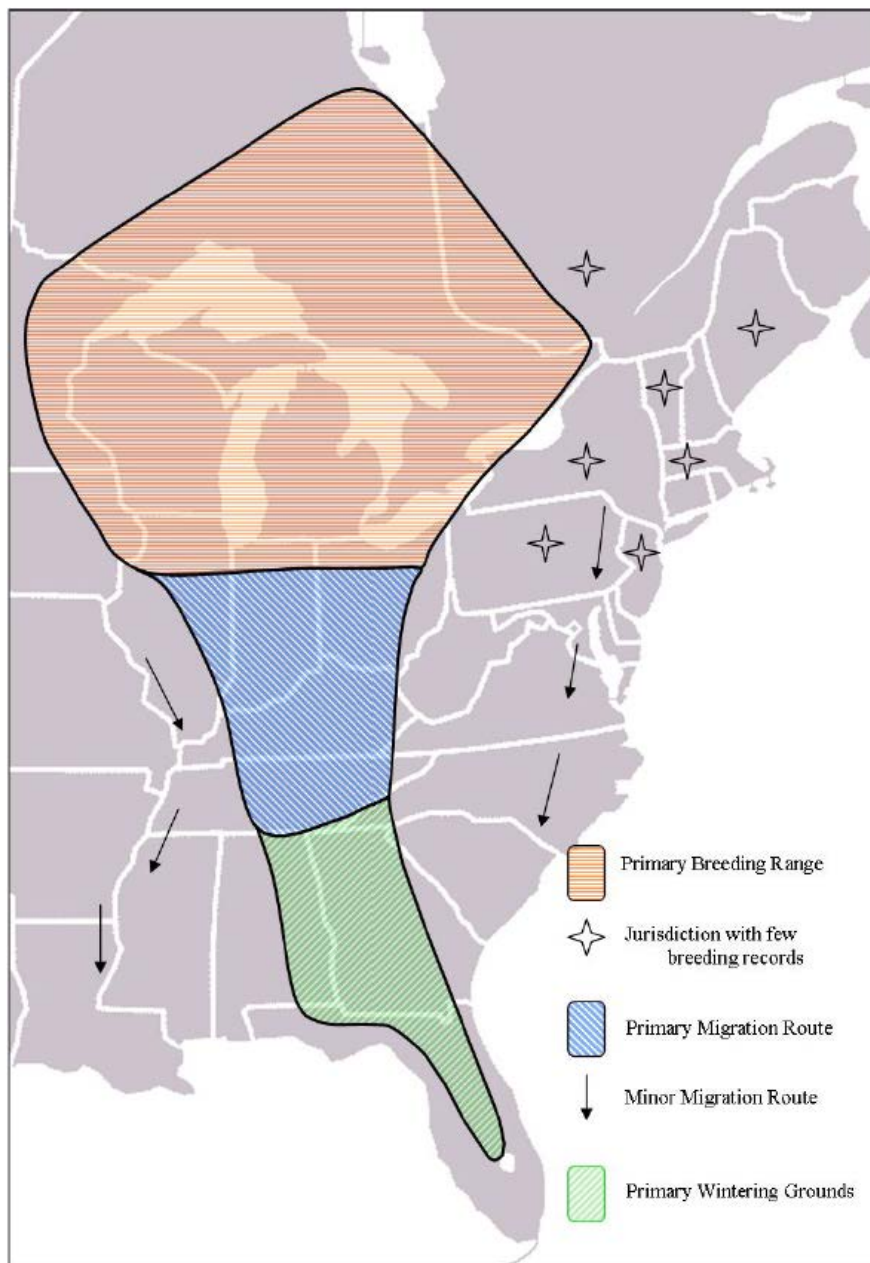 Primary Breeding Range
Jurisdiction with few
breeding records
Primary Migration Route
Minor Migration Route
Primary Wintering Grounds